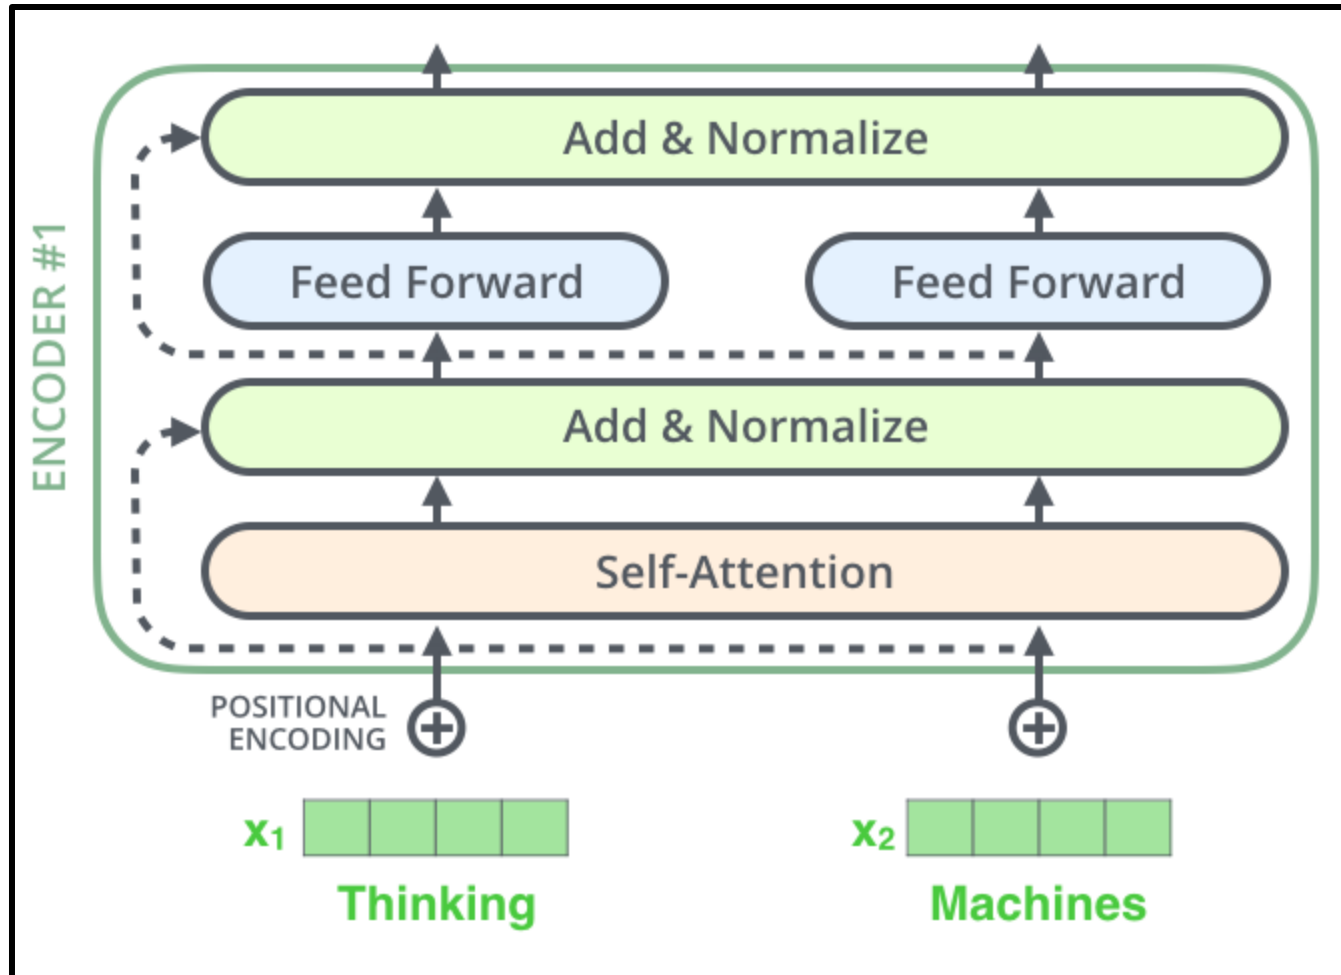 Add & Normalize
Feed Forward
Feed Forward
ENCODER #1
Add & Normalize
Self-Attention
POSITIONAL
ENCODING
x₁
x₂
Thinking
Machines